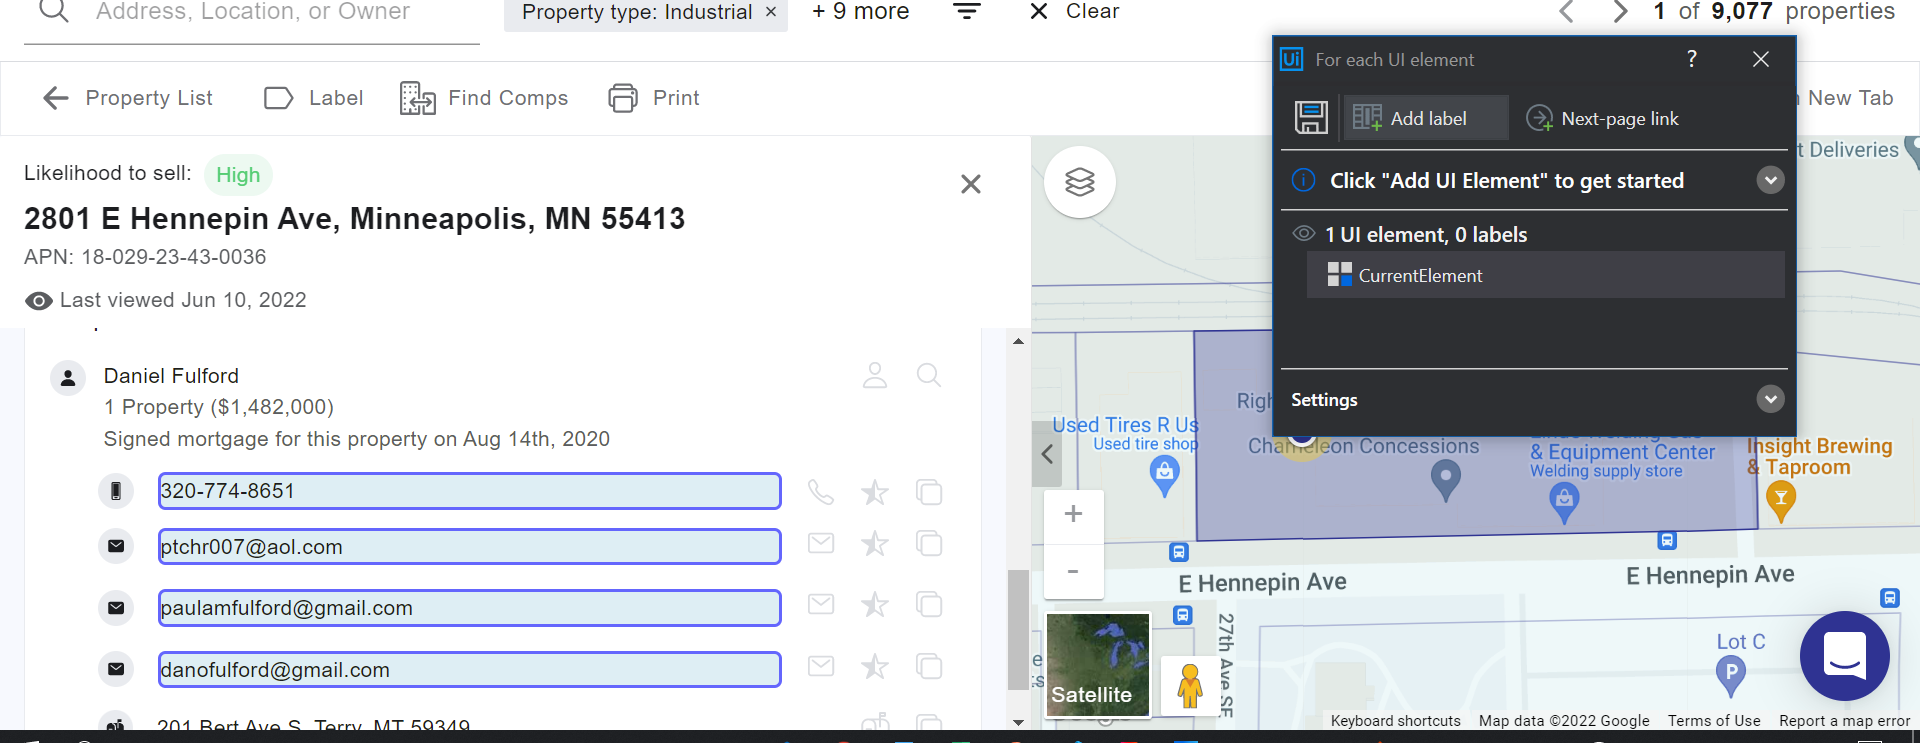 Address, Location, or Owner
Property type: Industrial ×
+ 9 more
Clear
1 of 9,077 properties
Property List
Label
Find Comps
Print
New Tab
Likelihood to sell: High
2801 E Hennepin Ave, Minneapolis, MN 55413
APN: 18-029-23-43-0036
Last viewed Jun 10, 2022
Daniel Fulford
1 Property ($1,482,000)
Signed mortgage for this property on Aug 14th, 2020
320-774-8651
ptchr007@aol.com
paulamfulford@gmail.com
danofulford@gmail.com
201 Bert Ave S, Terry, MT 59349
Ui For each UI element ?
Add label
Next-page link
Click "Add UI Element" to get started
1 UI element, 0 labels
CurrentElement
Settings
t Deliveries
Used Tires R Us
Used tire shop
Chameleon Concessions
& Equipment Center
Welding supply store
Insight Brewing
& Taproom
+
-
E Hennepin Ave
E Hennepin Ave
27th Ave SE
Lot C
P
Satellite
Keyboard shortcuts
Map data ©2022 Google
Terms of Use
Report a map error